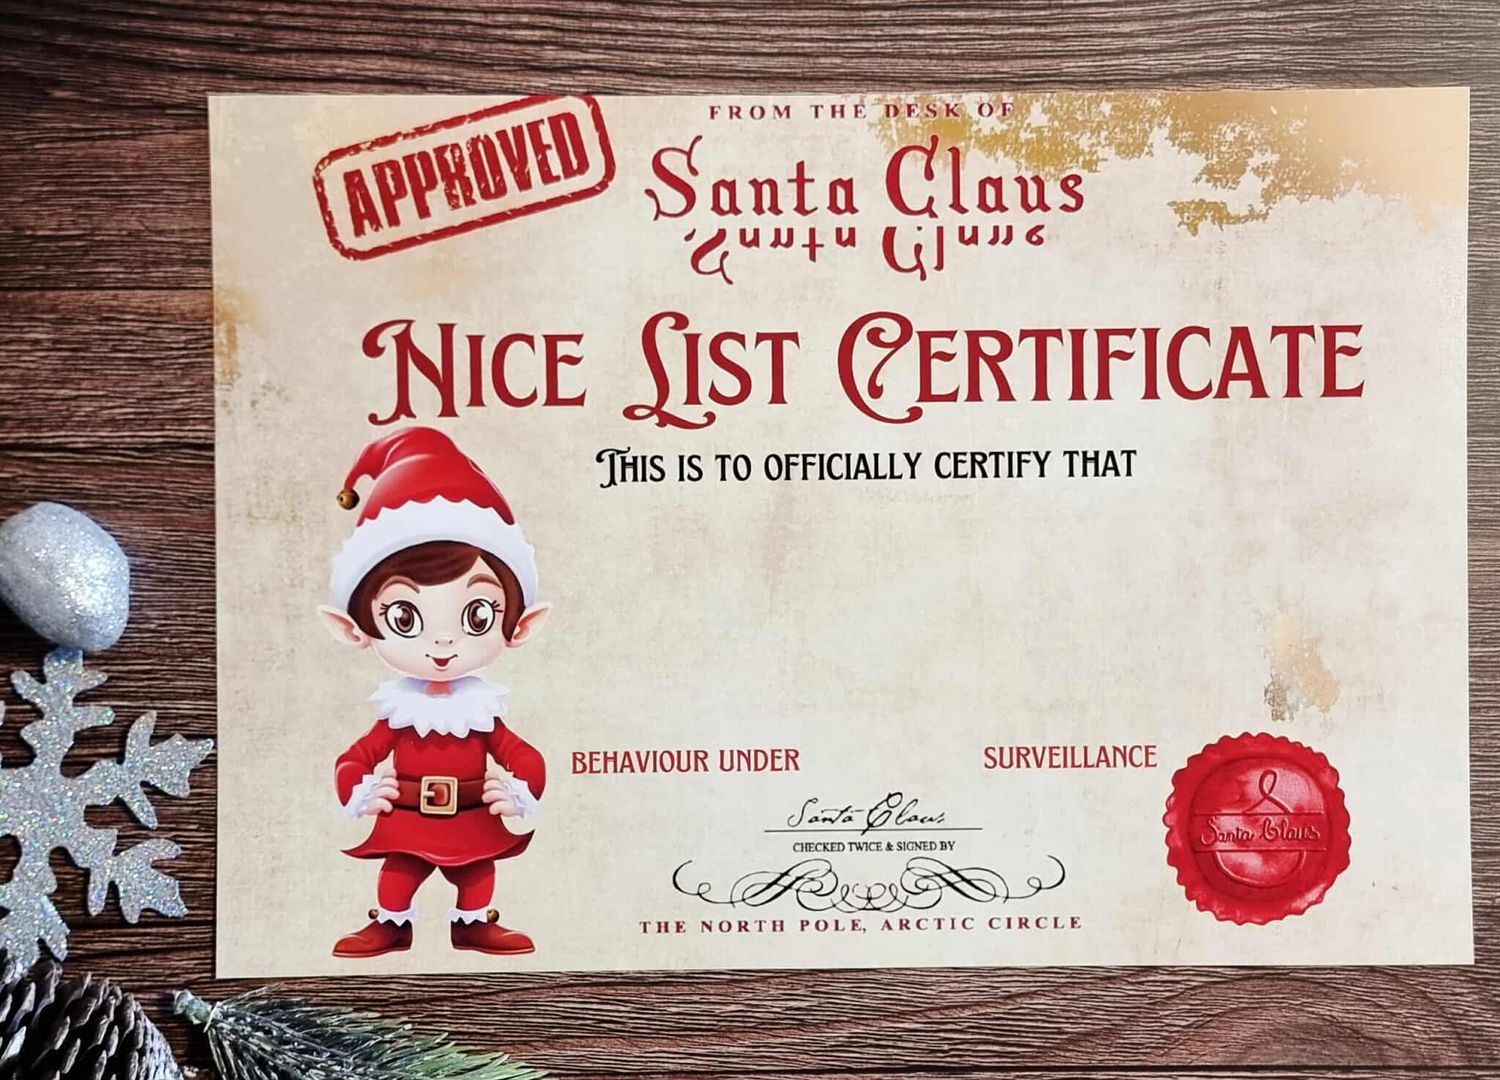 APPROVED
FROM THE DESK OF
Santa Claus
NICE LIST CERTIFICATE
THIS IS TO OFFICIALLY CERTIFY THAT
BEHAVIOUR UNDER SURVEILLANCE
Santa Claus
CHECKED TWICE & SIGNED BY
Santa Claus
THE NORTH POLE, ARCTIC CIRCLE